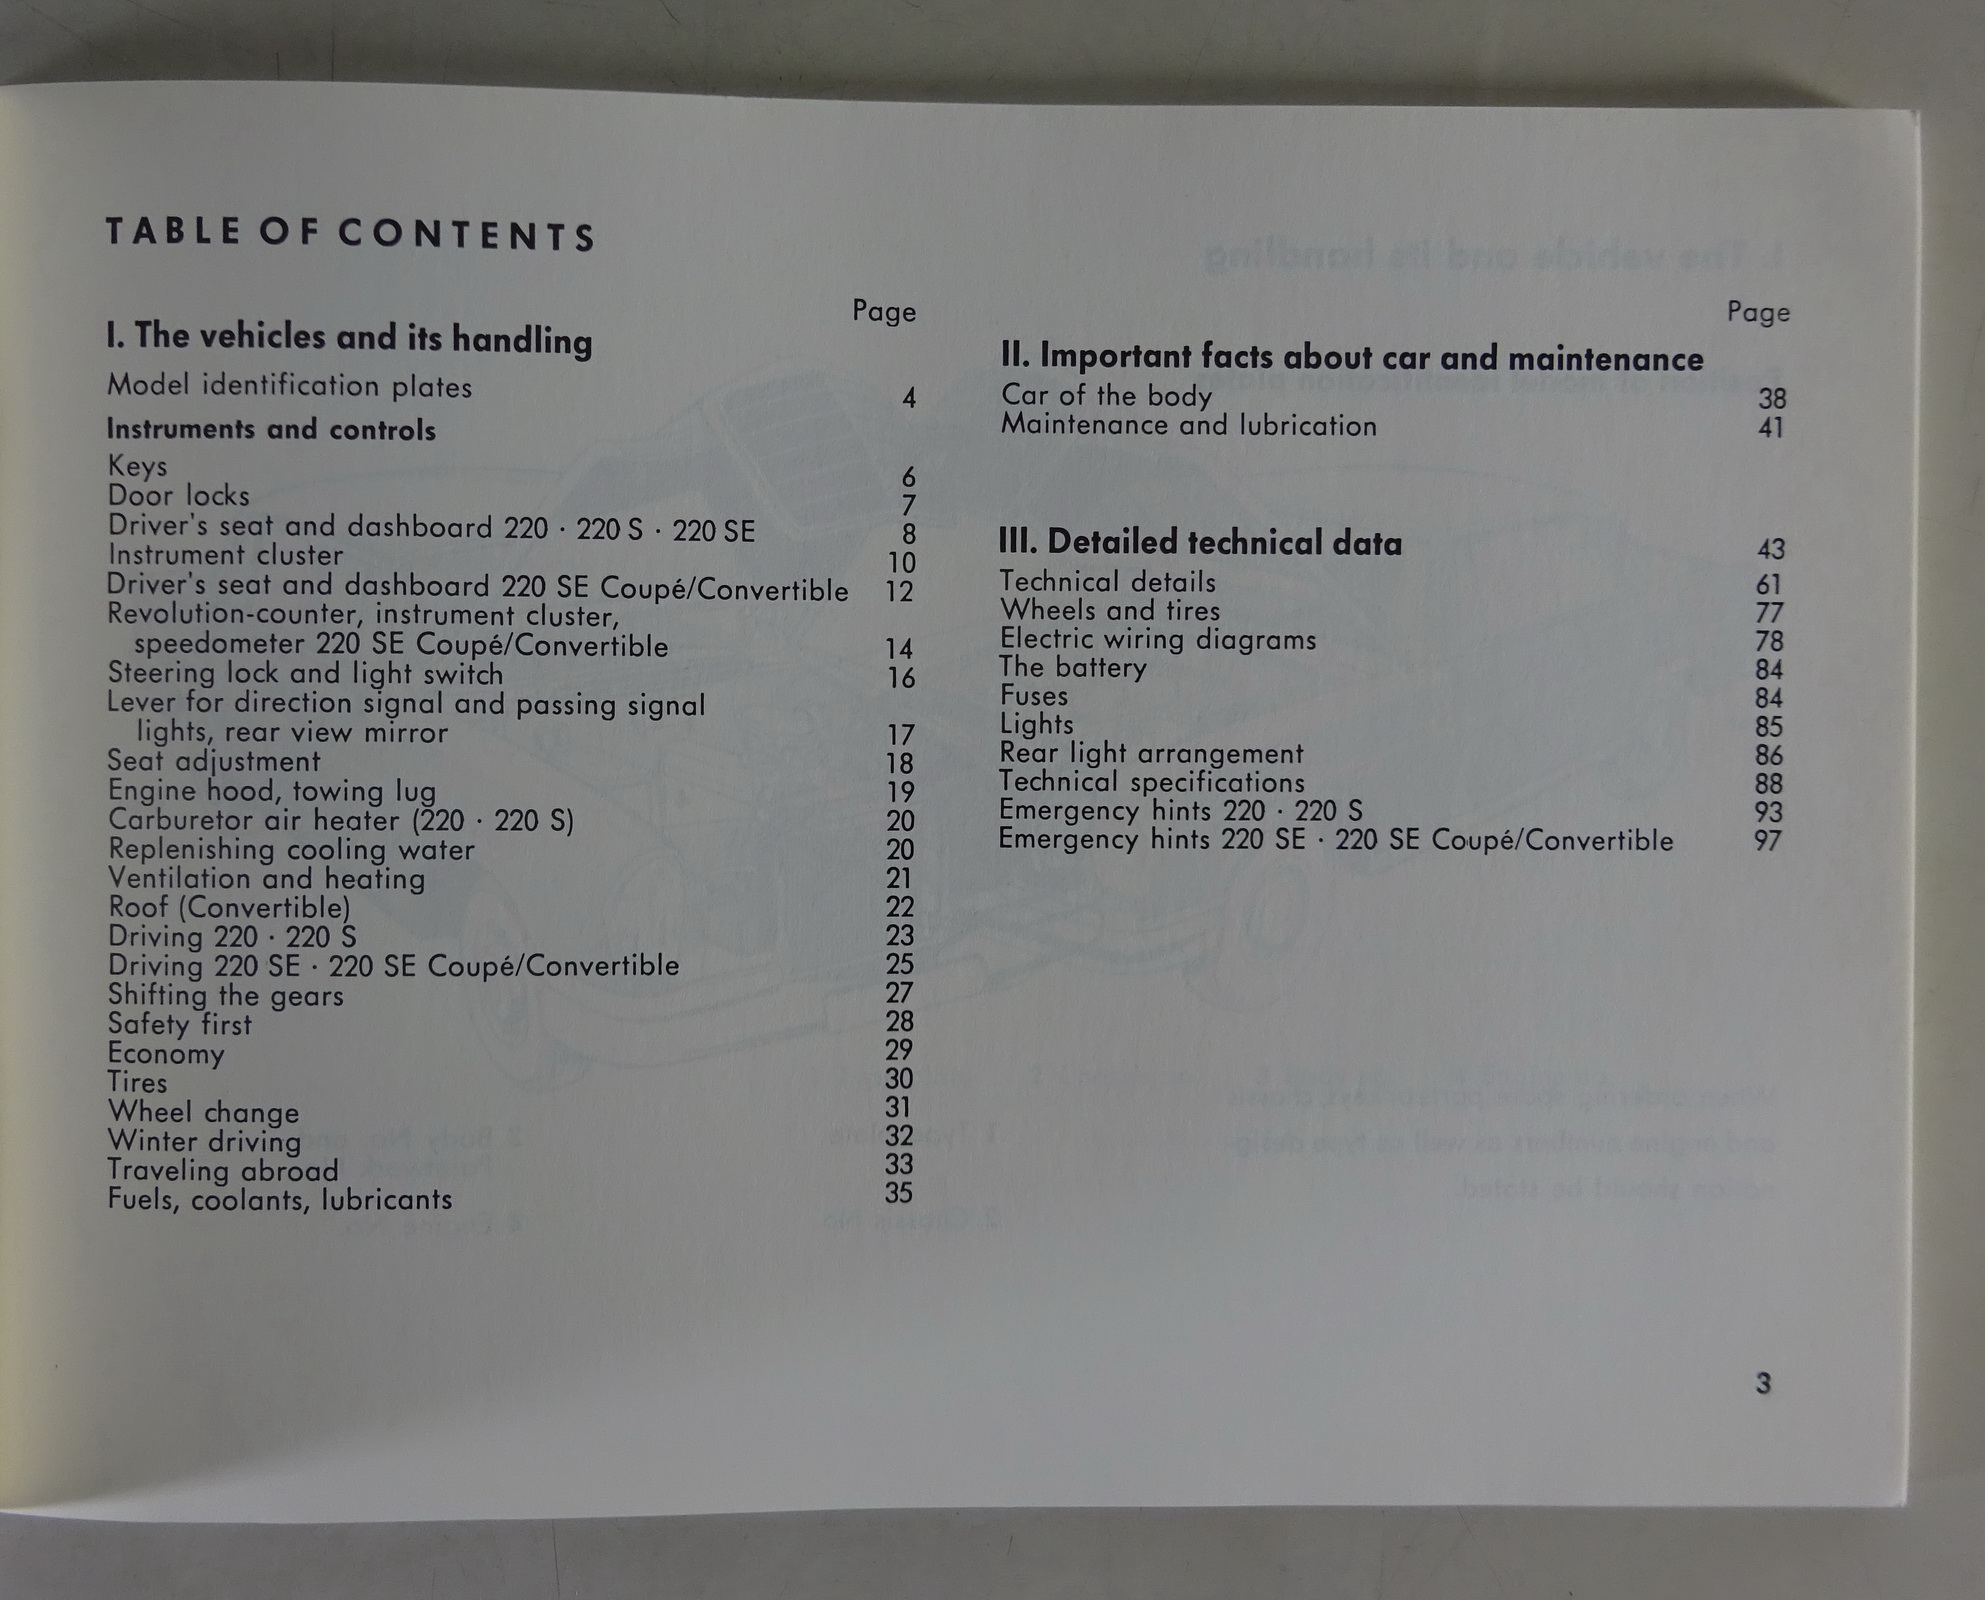 TABLE OF CONTENTS
Page
I. The vehicles and its handling
Model identification plates 4
Instruments and controls
Keys 6
Door locks 7
Driver's seat and dashboard 220 · 220 S · 220 SE 8
Instrument cluster 10
Driver's seat and dashboard 220 SE Coupé/Convertible 12
Revolution-counter, instrument cluster,
speedometer 220 SE Coupé/Convertible 14
Steering lock and light switch 16
Lever for direction signal and passing signal
lights, rear view mirror 17
Seat adjustment 18
Engine hood, towing lug 19
Carburetor air heater (220 · 220 S) 20
Replenishing cooling water 20
Ventilation and heating 21
Roof (Convertible) 22
Driving 220 · 220 S 23
Driving 220 SE · 220 SE Coupé/Convertible 25
Shifting the gears 27
Safety first 28
Economy 29
Tires 30
Wheel change 31
Winter driving 32
Traveling abroad 33
Fuels, coolants, lubricants 35
Page
II. Important facts about car and maintenance
Car of the body 38
Maintenance and lubrication 41
III. Detailed technical data 43
Technical details 61
Wheels and tires 77
Electric wiring diagrams 78
The battery 84
Fuses 84
Lights 85
Rear light arrangement 86
Technical specifications 88
Emergency hints 220 · 220 S 93
Emergency hints 220 SE · 220 SE Coupé/Convertible 97
3